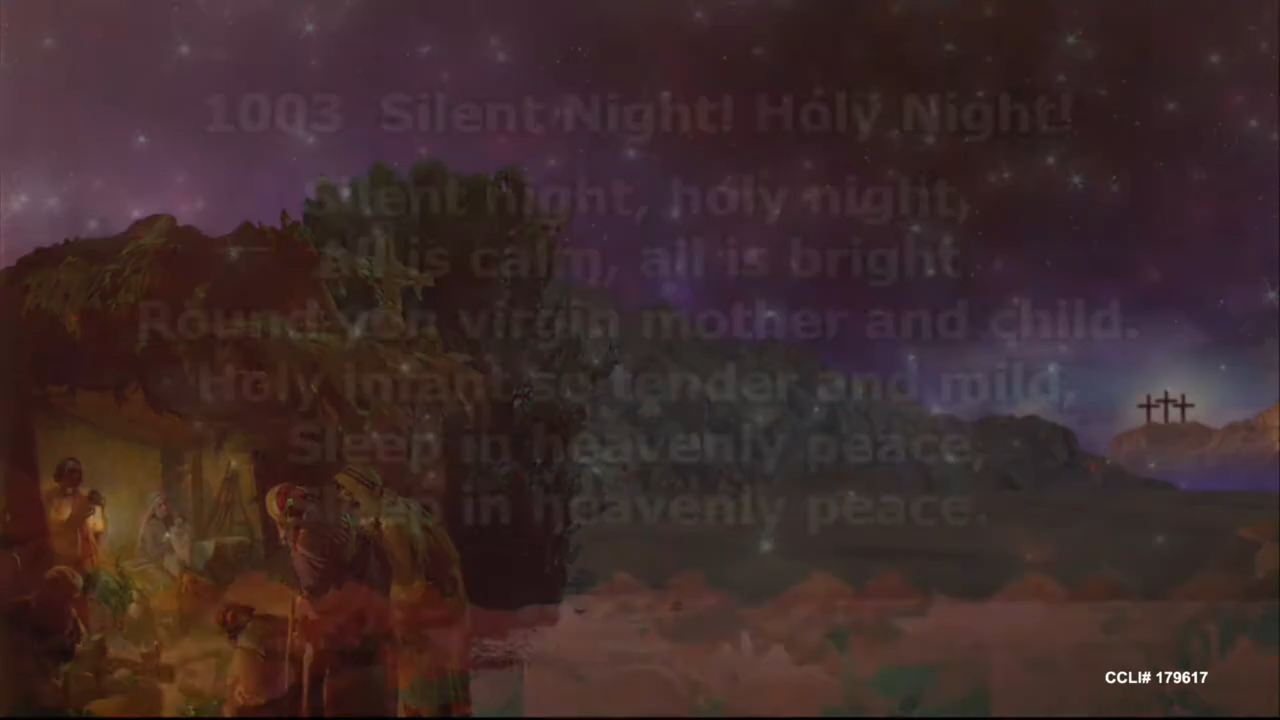 1003 Silent Night! Holy Night!
Silent night, holy night,
all is calm, all is bright
Round yon virgin mother and child.
Holy Infant so tender and mild,
Sleep in heavenly peace,
Sleep in heavenly peace.
CCLI# 179617